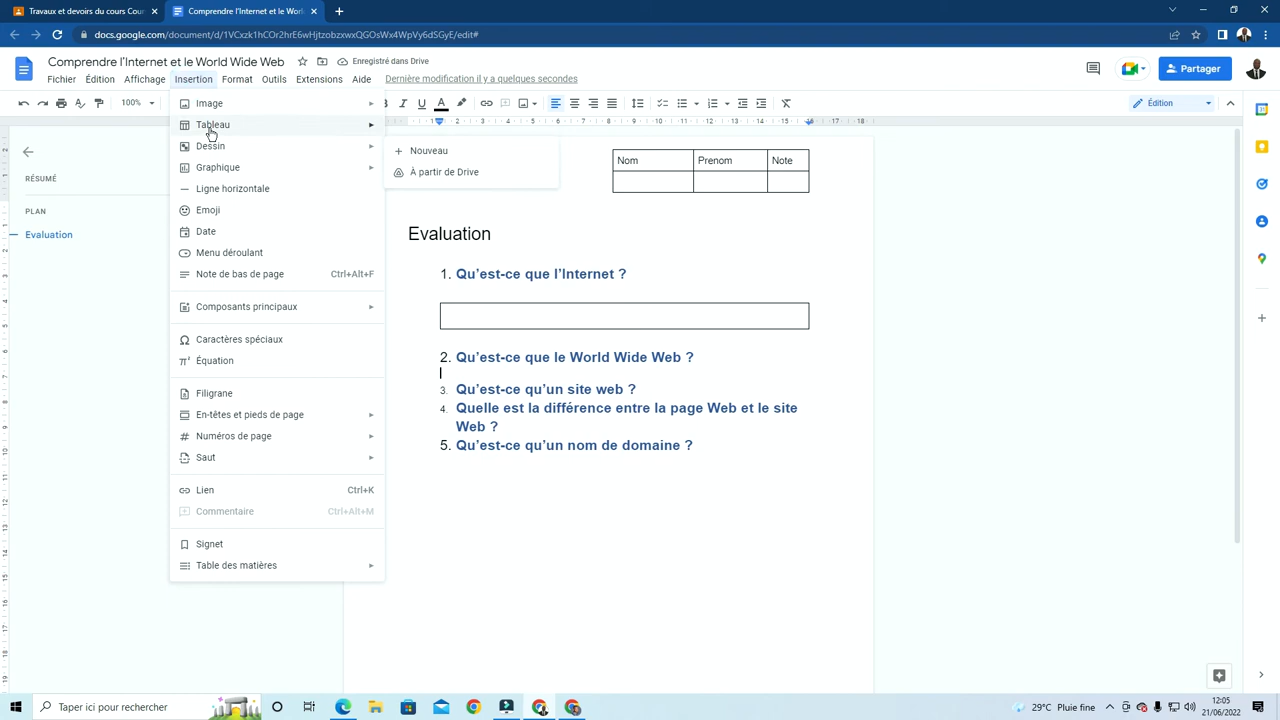 Travaux et devoirs du cours Com
Comprendre l'Internet et le Worl
docs.google.com/document/d/1VCxzk1hCOr2hrE6wHjtzobzxwxQGOsWx4WpVy6dSGyE/edit#
Comprendre l'Internet et le World Wide Web
Enregistré dans Drive
Fichier
Édition
Affichage
Insertion
Format
Outils
Extensions
Aide
Dernière modification il y a quelques secondes
Partager
100%
Édition
Image
Tableau
Dessin
Graphique
Ligne horizontale
Emoji
Date
Menu déroulant
Note de bas de page Ctrl+Alt+F
Composants principaux
Caractères spéciaux
Équation
Filigrane
En-têtes et pieds de page
Numéros de page
Saut
Lien Ctrl+K
Commentaire Ctrl+Alt+M
Signet
Table des matières
Nouveau
À partir de Drive
RÉSUMÉ
PLAN
Evaluation
Nom Prenom Note
Evaluation
1. Qu'est-ce que l'Internet ?
2. Qu'est-ce que le World Wide Web ?
3. Qu'est-ce qu'un site web ?
4. Quelle est la différence entre la page Web et le site
Web ?
5. Qu'est-ce qu'un nom de domaine ?
Taper ici pour rechercher
29°C Pluie fine
12:05
21/06/2022